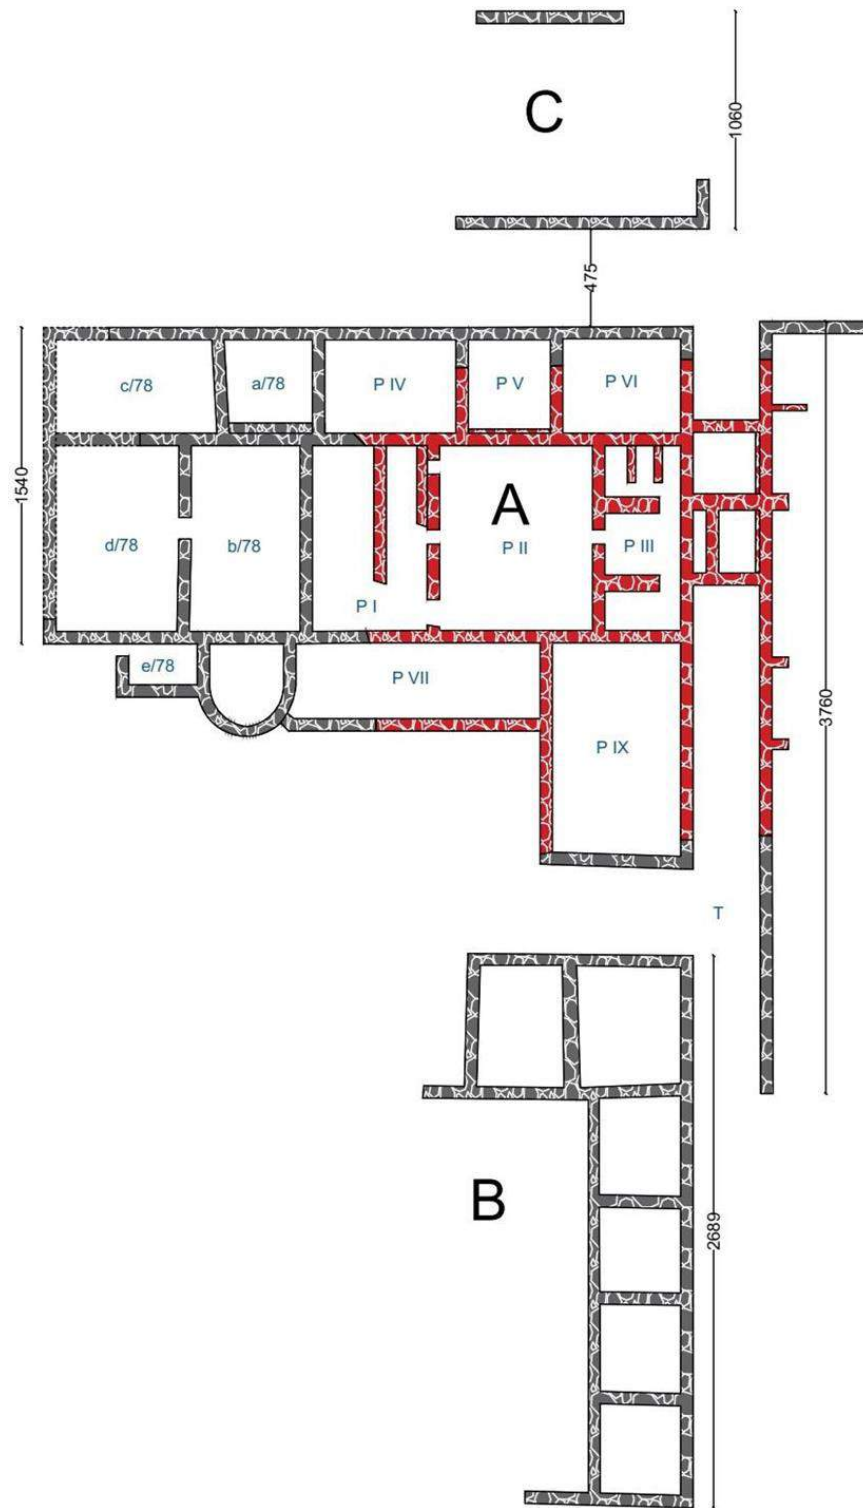 C
1060
475
c/78
a/78
P IV
P V
P VI
1540
A
d/78
b/78
P II
P III
P I
e/78
P VII
3760
P IX
T
B
2689